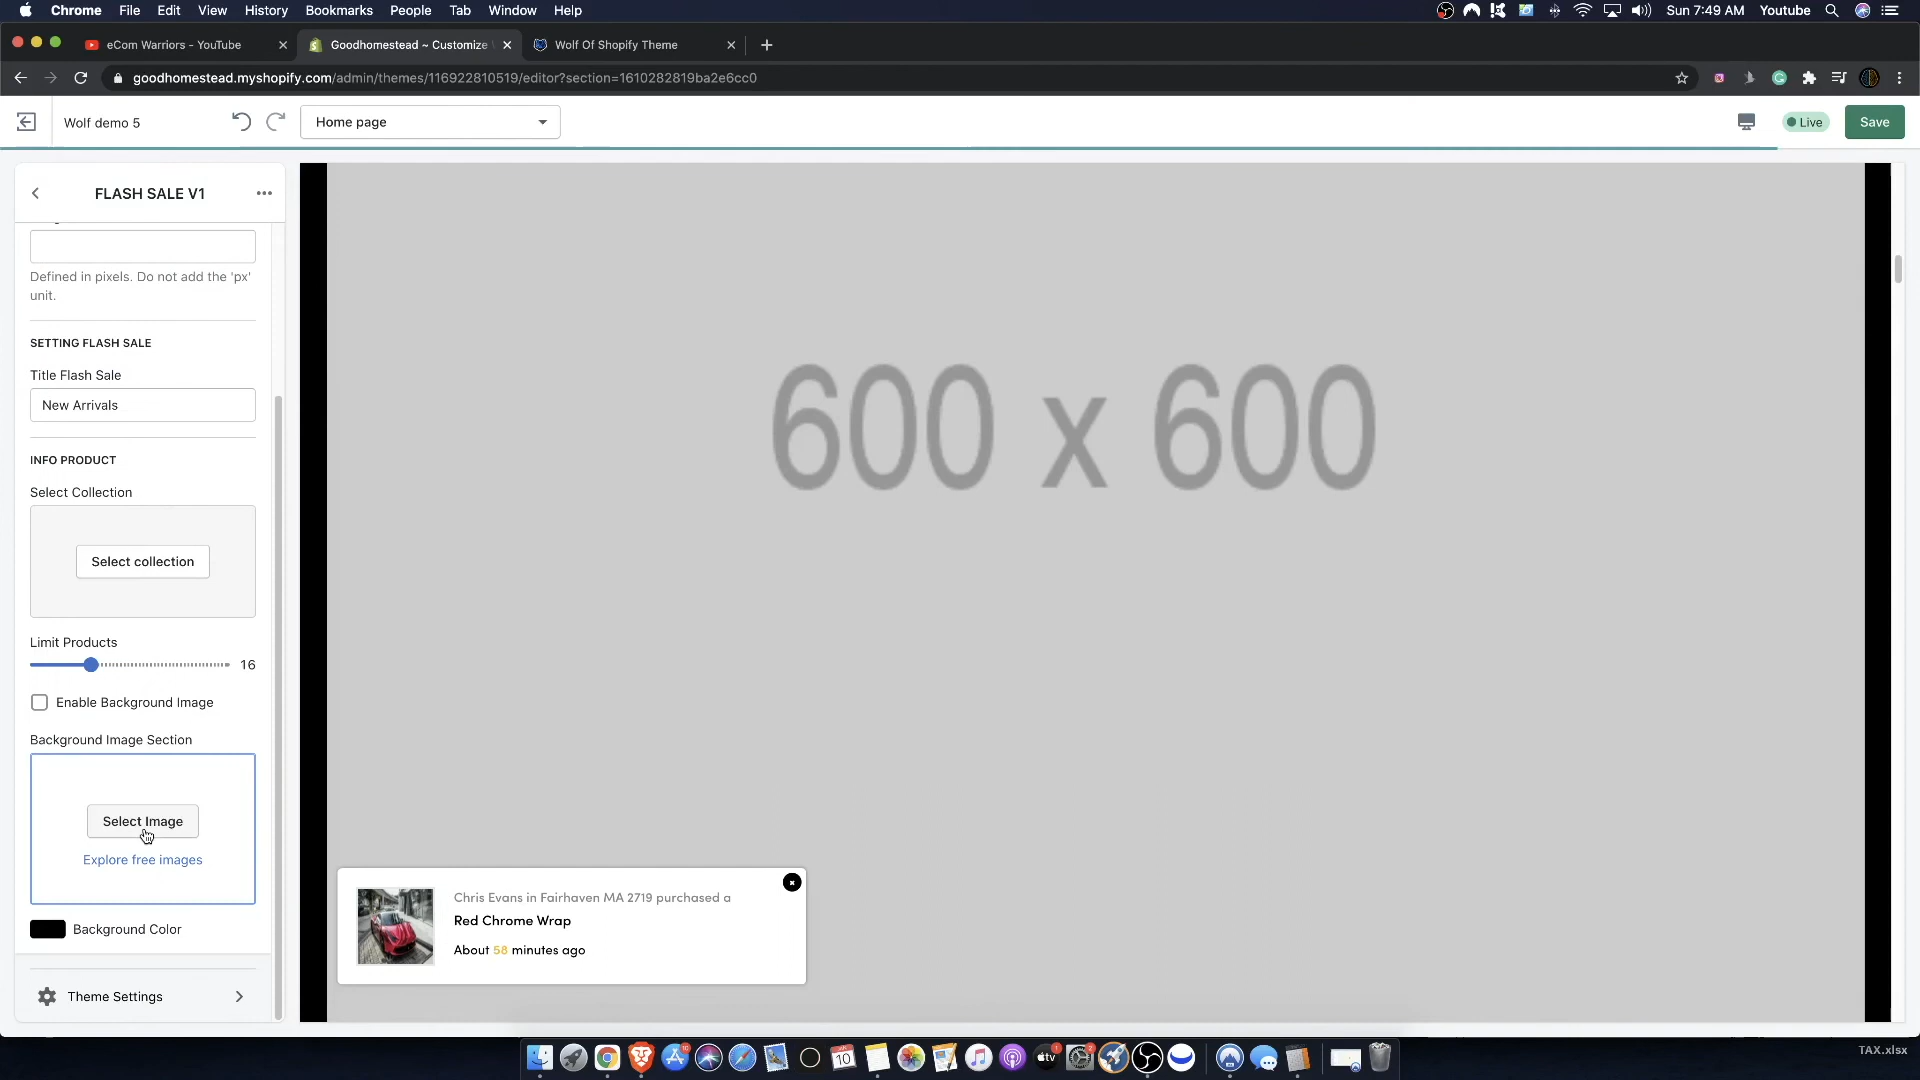 Chrome File Edit View History Bookmarks People Tab Window Help Sun 7:49 AM Youtube
eCom Warriors - YouTube Goodhomestead ~ Customize Wolf Of Shopify Theme
goodhomestead.myshopify.com/admin/themes/116922810519/editor?section=1610282819ba2e6cc0
Wolf demo 5 Home page Live Save
FLASH SALE V1
Defined in pixels. Do not add the 'px'
unit.
SETTING FLASH SALE
Title Flash Sale
New Arrivals
INFO PRODUCT
Select Collection
Select collection
Limit Products
16
Enable Background Image
Background Image Section
Select Image
Explore free images
Background Color
Theme Settings
600 x 600
Chris Evans in Fairhaven MA 2719 purchased a
Red Chrome Wrap
About 58 minutes ago
10
tv
TAX.xlsx